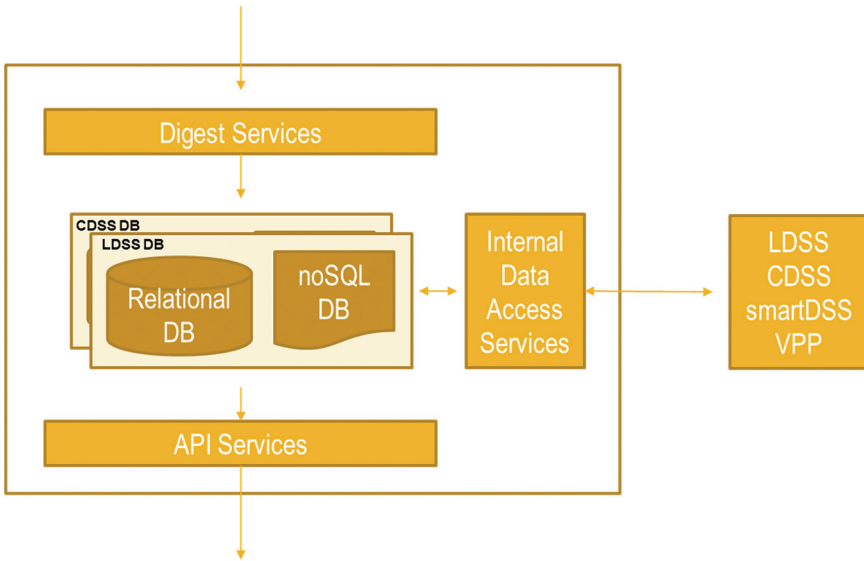 Digest Services
CDSS DB
LDSS DB
Relational
DB
noSQL
DB
Internal
Data
Access
Services
LDSS
CDSS
smartDSS
VPP
API Services